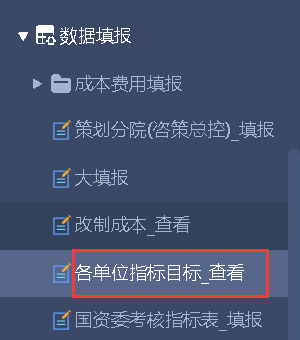 数据填报
成本费用填报
策划分院(咨策总控)_填报
大填报
改制成本_查看
各单位指标目标_查看
国资委考核指标表_填报